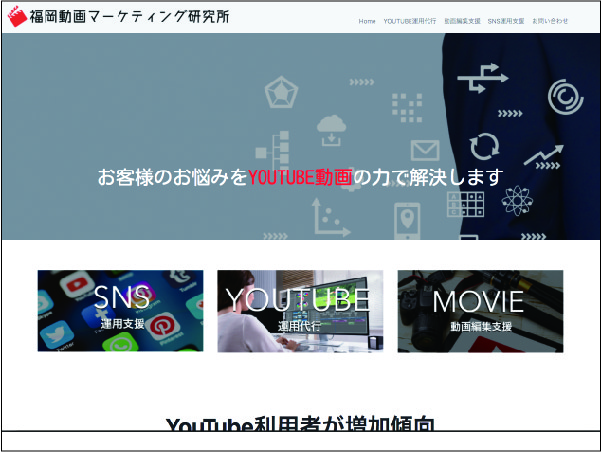 福岡動画マーケティング研究所
Home YOUTUBE運用代行 動画編集支援 SNS運用支援 お問い合わせ
お客様のお悩みをYOUTUBE動画の力で解決します
SNS
運用支援
YOUTUBE
運用代行
MOVIE
動画編集支援
YouTube利用者が増加傾向